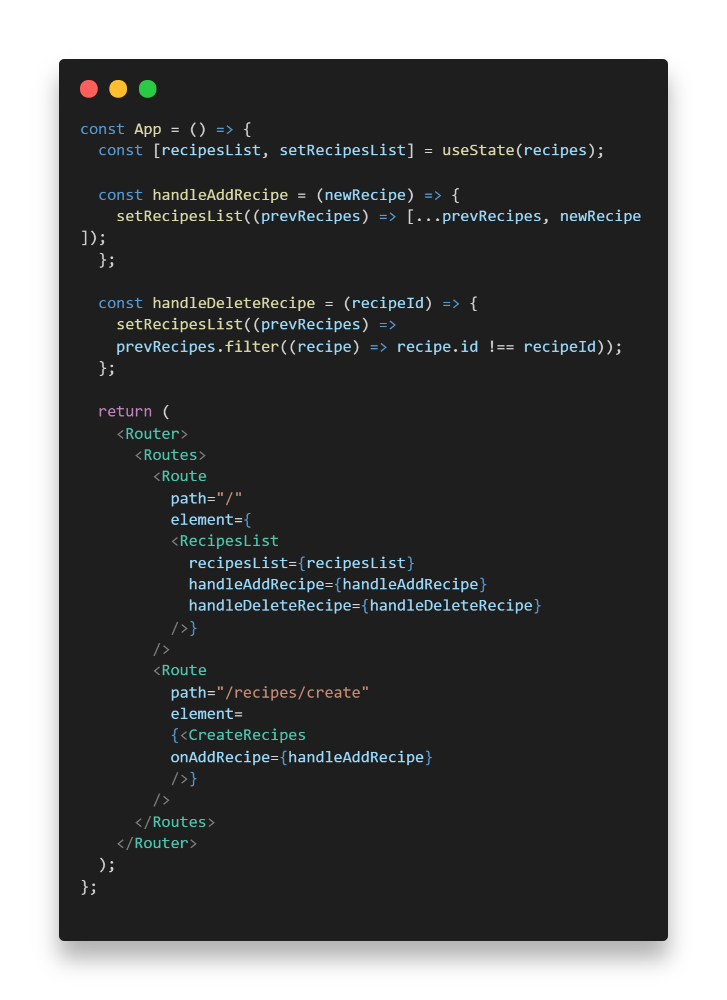 const App = () => {
  const [recipesList, setRecipesList] = useState(recipes);

  const handleAddRecipe = (newRecipe) => {
    setRecipesList((prevRecipes) => [...prevRecipes, newRecipe
]);
  };

  const handleDeleteRecipe = (recipeId) => {
    setRecipesList((prevRecipes) =>
    prevRecipes.filter((recipe) => recipe.id !== recipeId));
  };

  return (
    <Router>
      <Routes>
        <Route
          path="/"
          element={
          <RecipesList
            recipesList={recipesList}
            handleAddRecipe={handleAddRecipe}
            handleDeleteRecipe={handleDeleteRecipe}
          />}
        />
        <Route
          path="/recipes/create"
          element=
          {<CreateRecipes
          onAddRecipe={handleAddRecipe}
          />}
        />
      </Routes>
    </Router>
  );
};